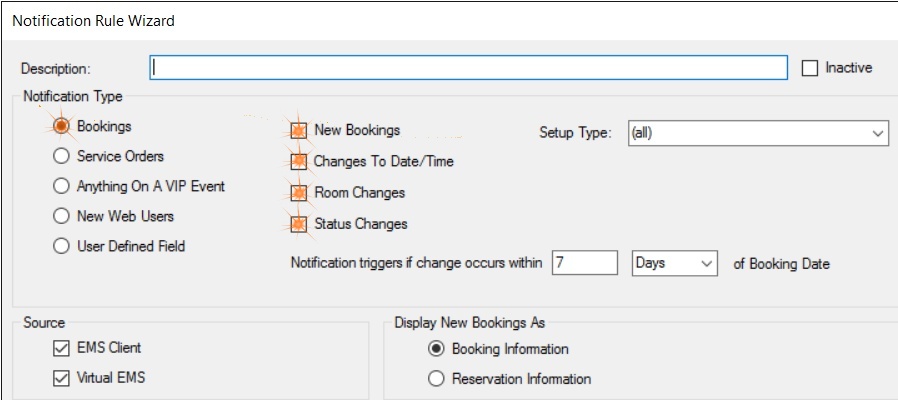 Notification Rule Wizard
Description: Inactive
Notification Type
Bookings New Bookings Setup Type: (all)
Service Orders Changes To Date/Time
Anything On A VIP Event Room Changes
New Web Users Status Changes
User Defined Field
Notification triggers if change occurs within 7 Days of Booking Date
Source Display New Bookings As
EMS Client Booking Information
Virtual EMS Reservation Information